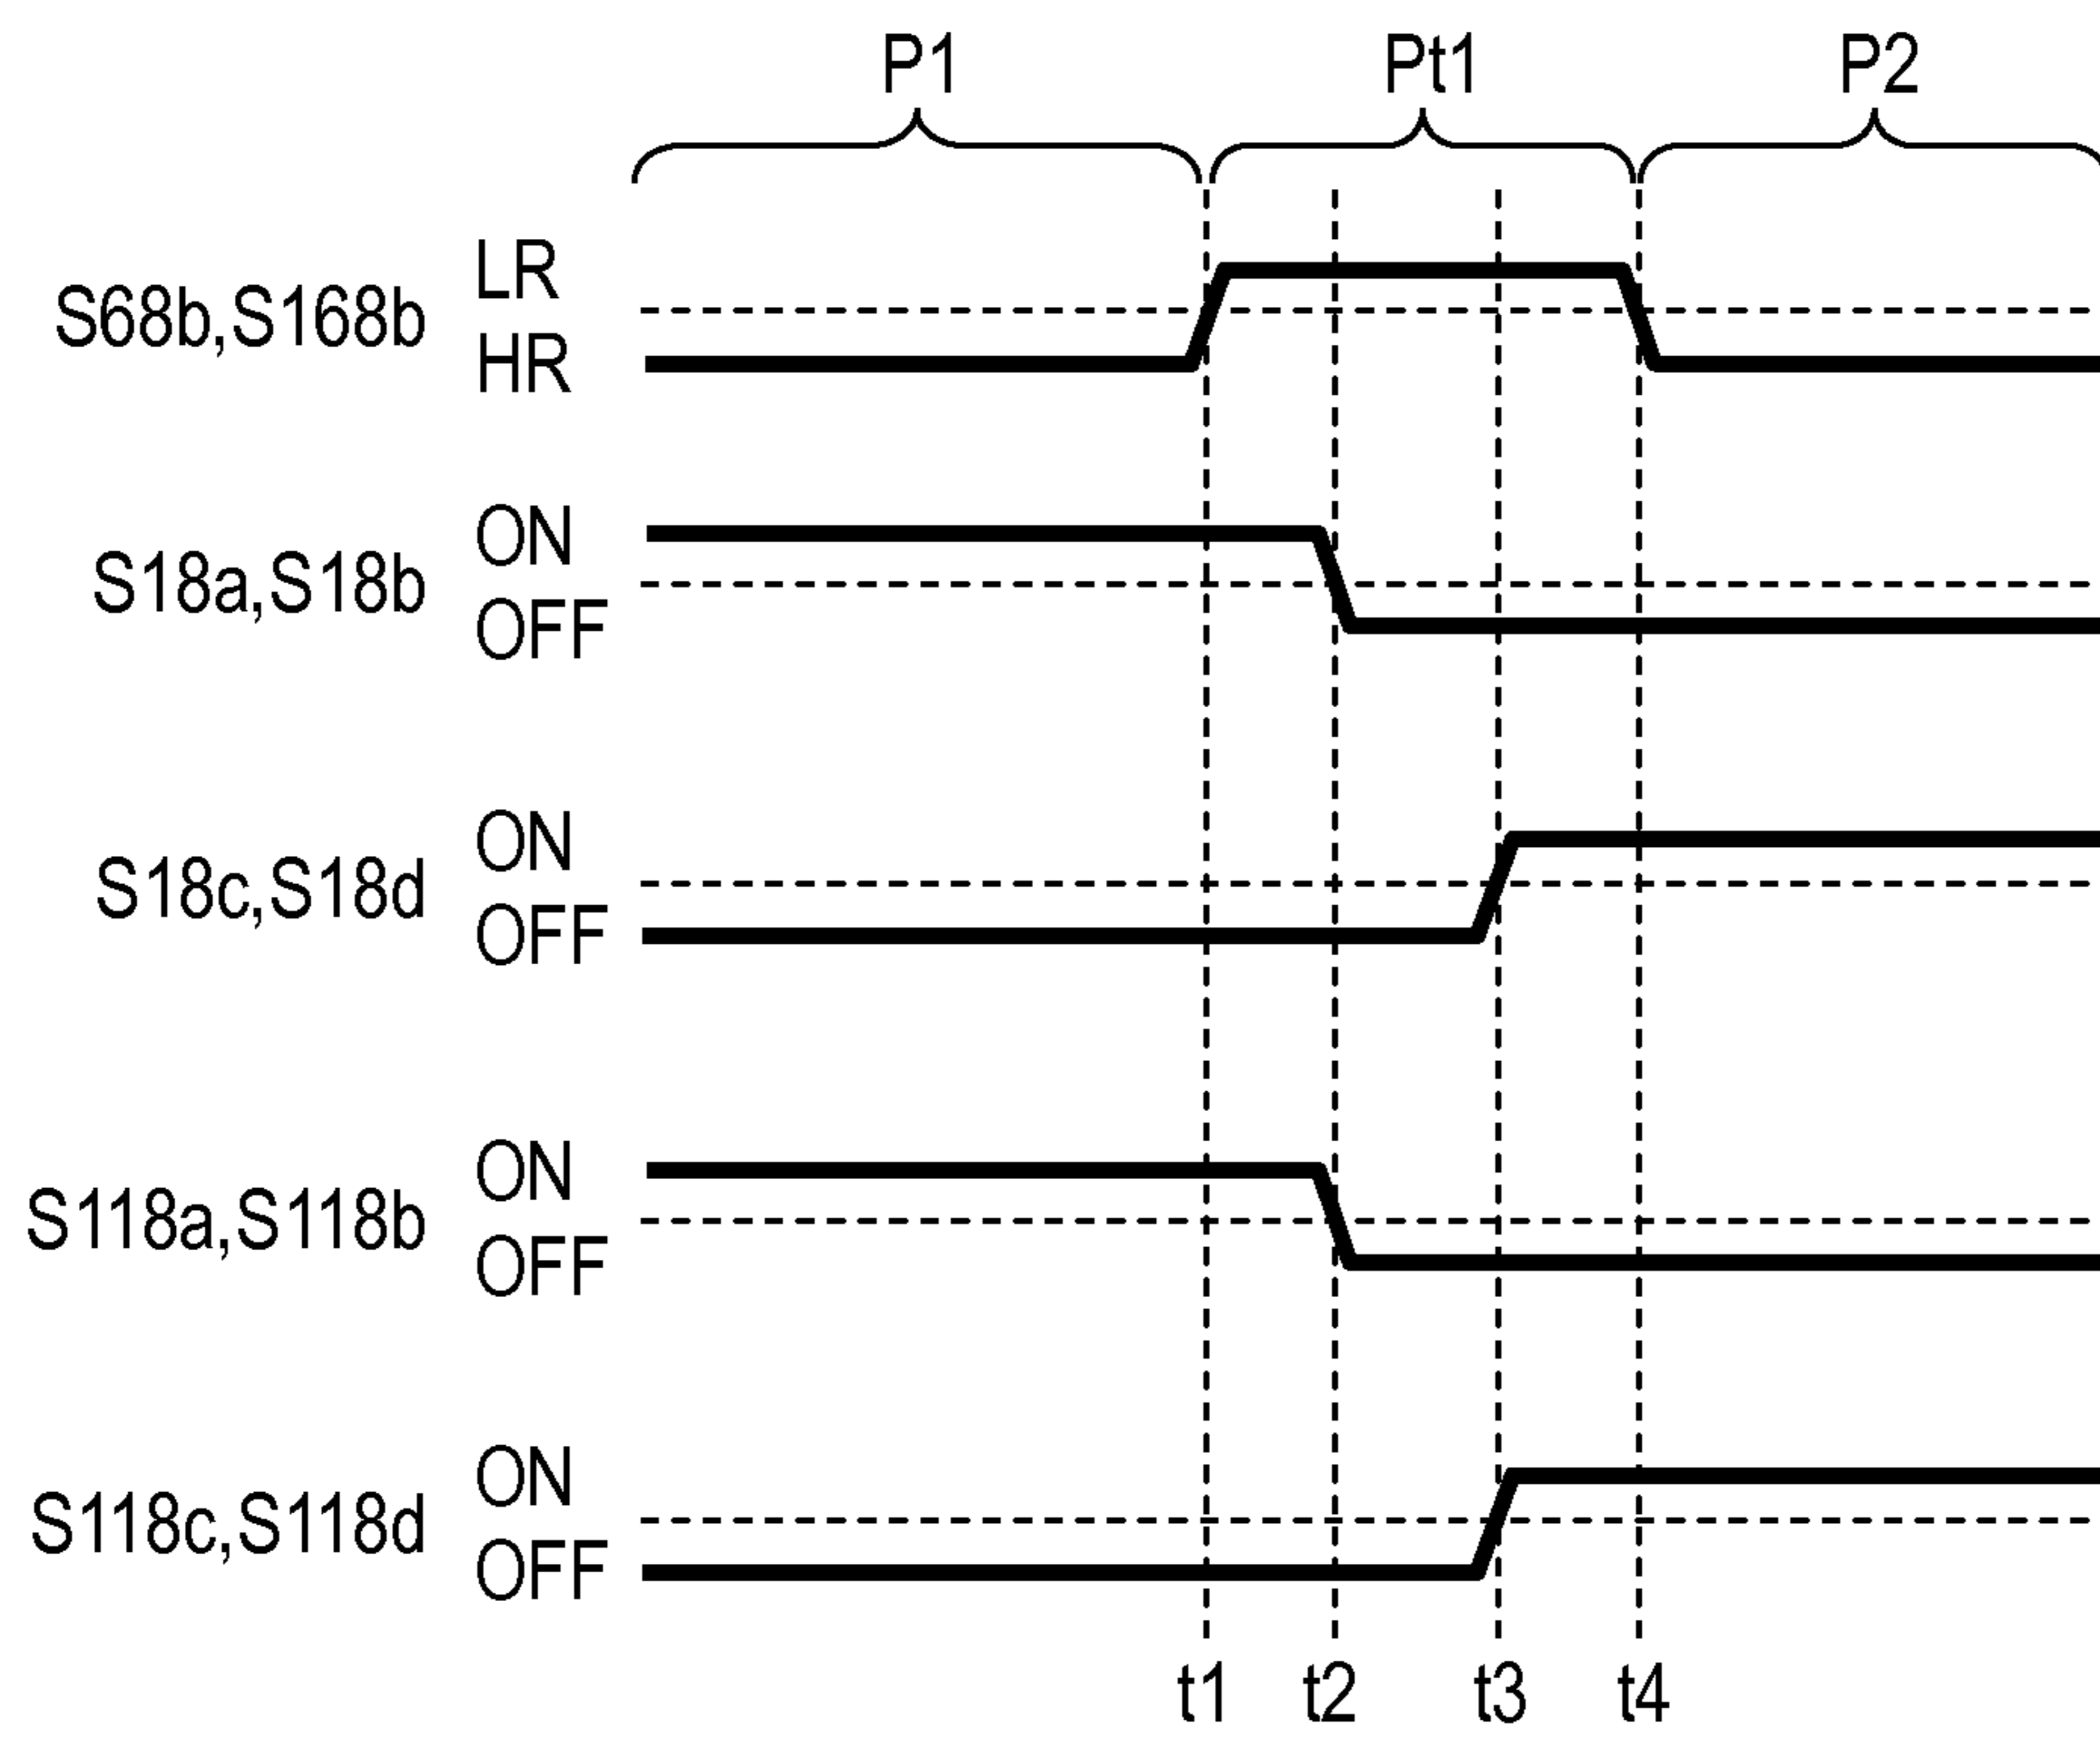 P1 Pt1 P2
LR
S68b,S168b
HR
ON
S18a,S18b
OFF
ON
S18c,S18d
OFF
ON
S118a,S118b
OFF
ON
S118c,S118d
OFF
t1 t2 t3 t4